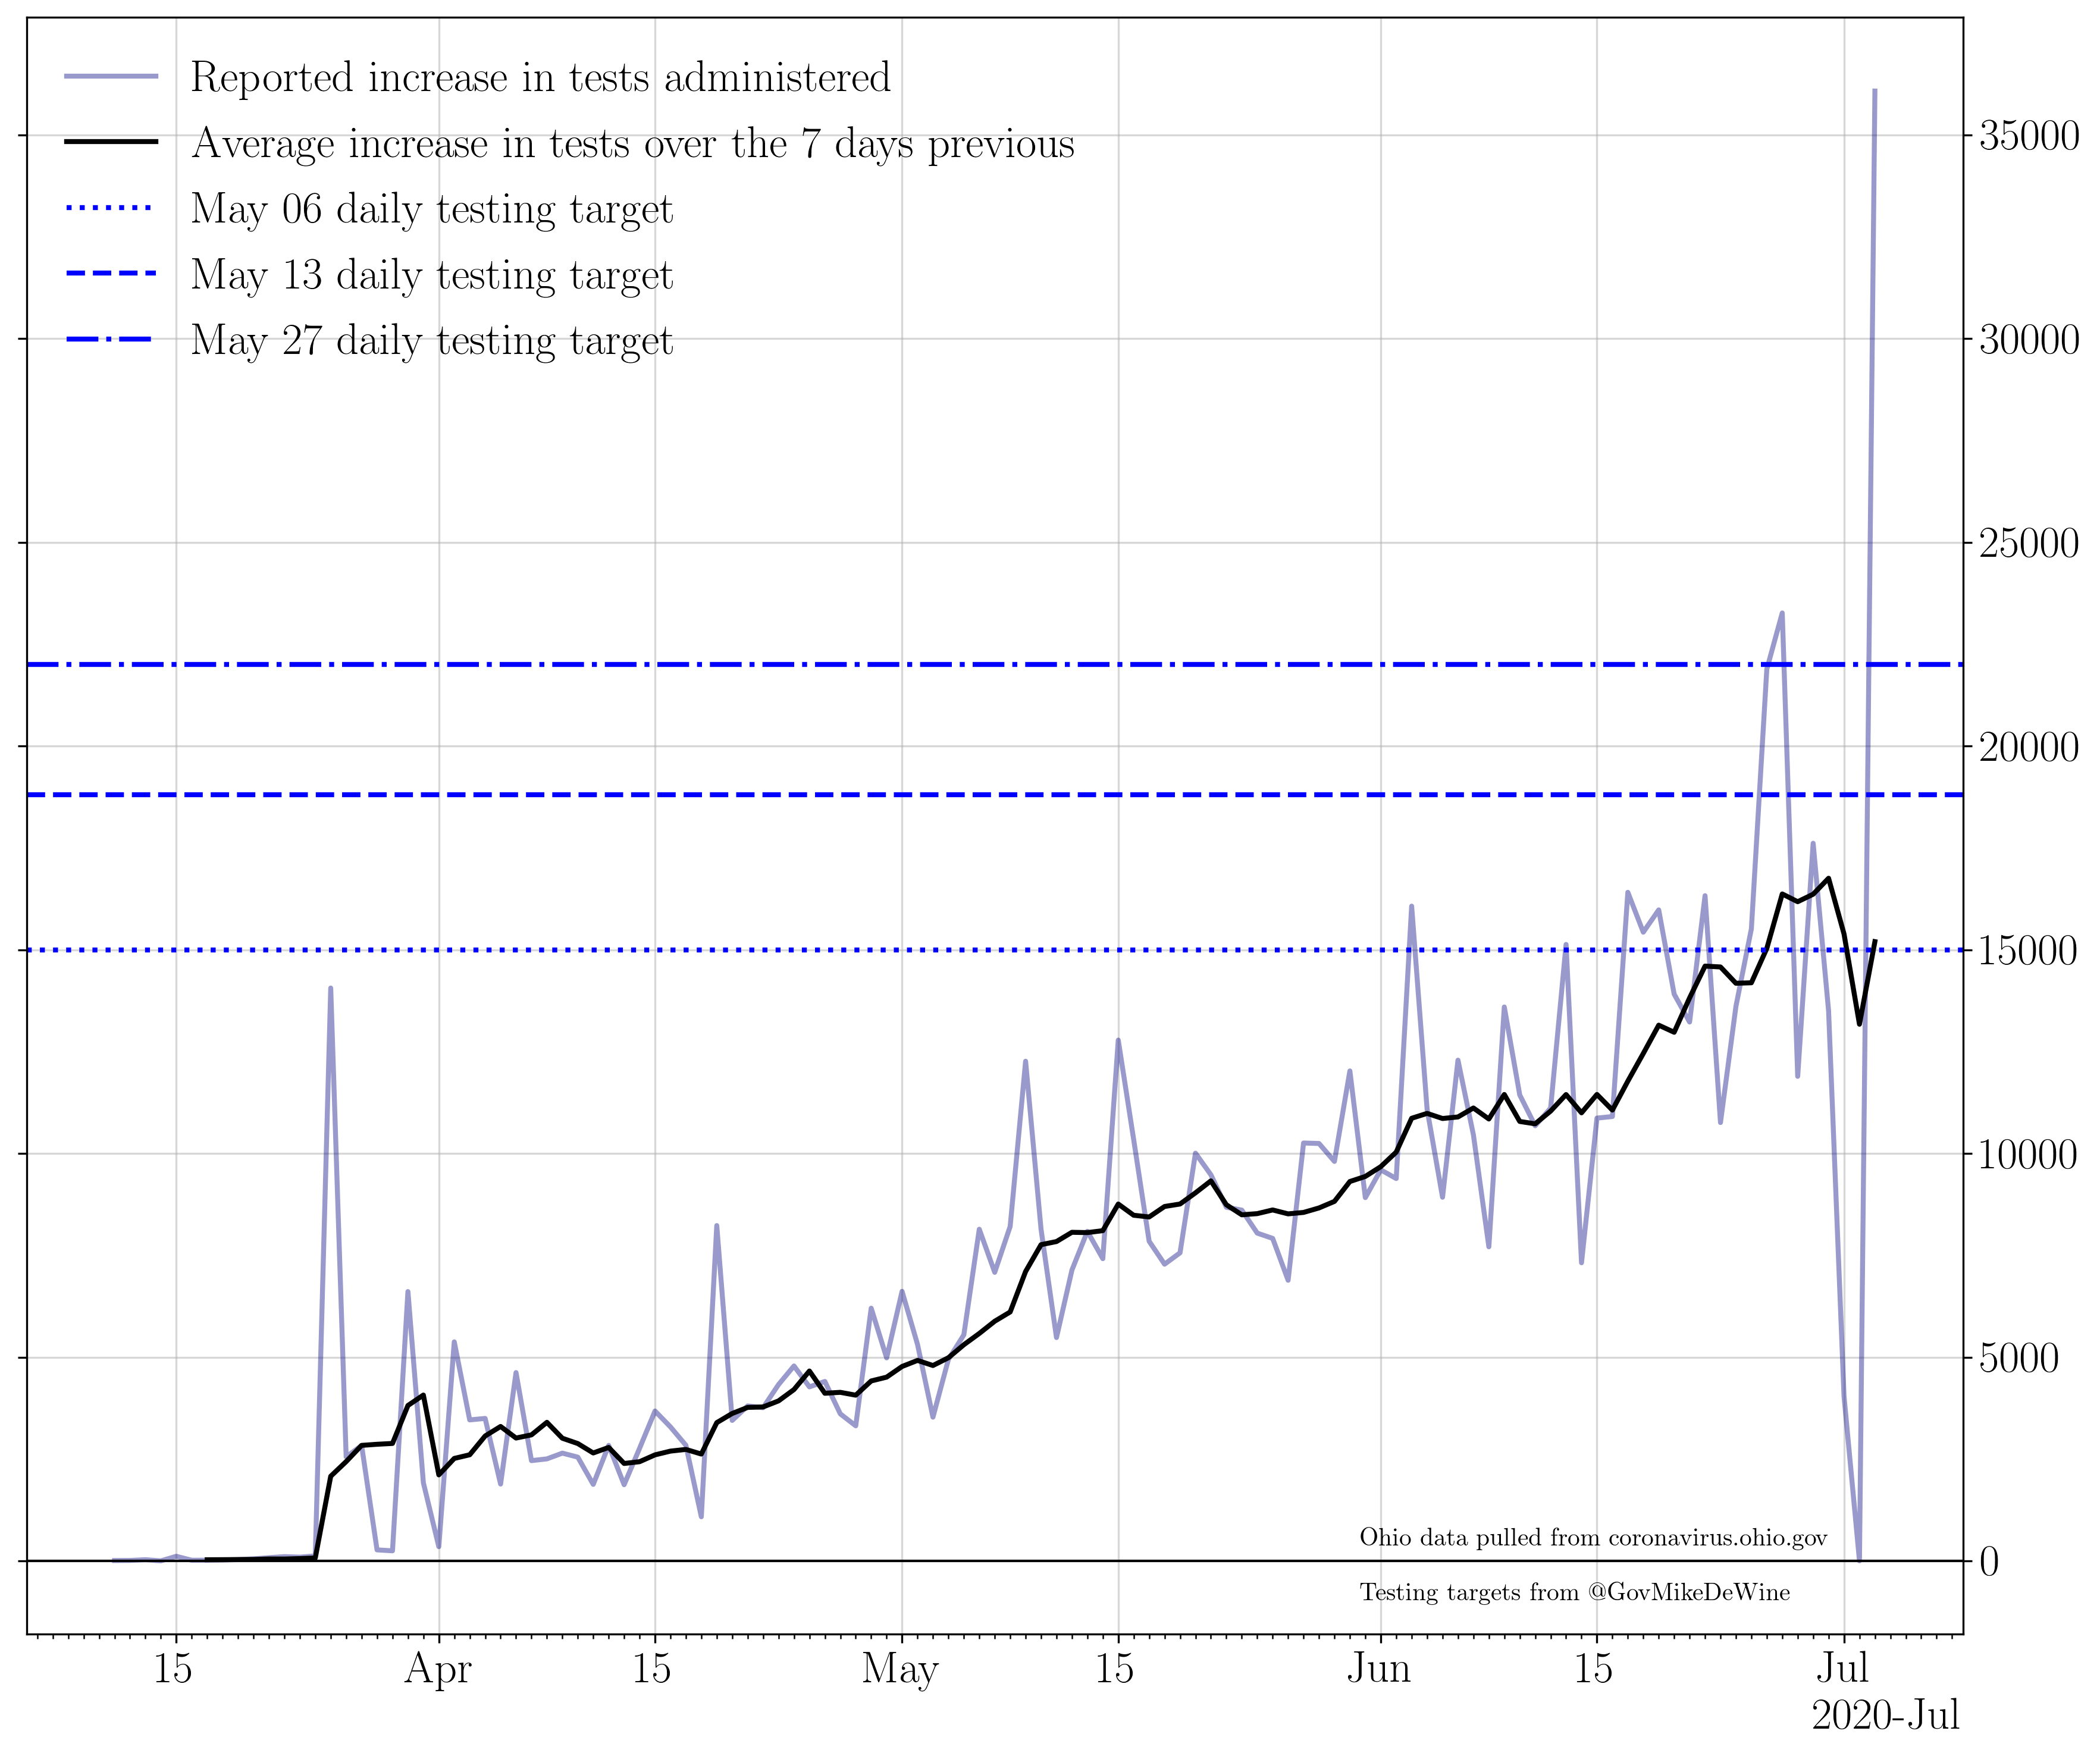 Reported increase in tests administered
Average increase in tests over the 7 days previous
May 06 daily testing target
May 13 daily testing target
May 27 daily testing target
35000
30000
25000
20000
15000
10000
5000
0
Ohio data pulled from coronavirus.ohio.gov
Testing targets from @GovMikeDeWine
15 Apr 15 May 15 Jun 15 Jul
2020-Jul